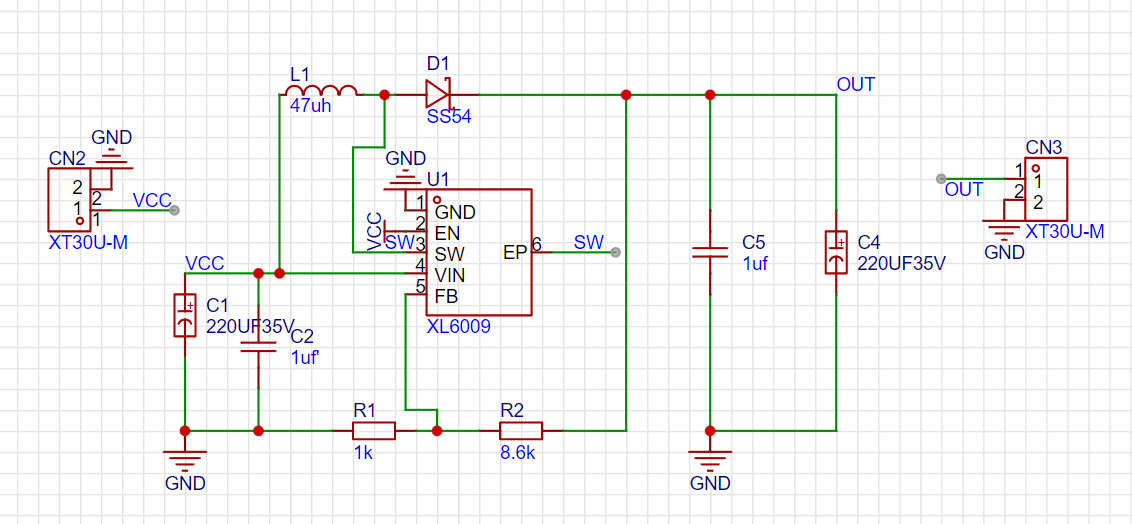 D1
L1
OUT
47uh
SS54
GND
CN2
GND
CN3
U1
2
2
1
1
VCC
XT30U-M
1
GND
2
EN
VCC
SW
3
SW
4
VIN
5
FB
EP
6
SW
XL6009
1
1
2
2
OUT
XT30U-M
GND
VCC
C1
220UF35V
C2
1uf'
C5
1uf
C4
220UF35V
R1
1k
R2
8.6k
GND
GND